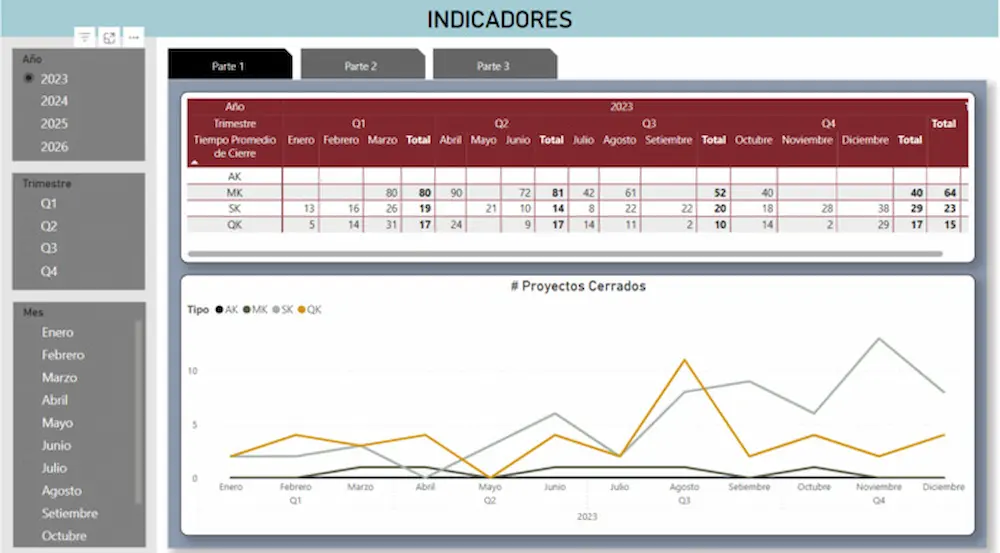 INDICADORES
Año
2023
2024
2025
2026
Trimestre
Q1
Q2
Q3
Q4
Mes
Enero
Febrero
Marzo
Abril
Mayo
Junio
Julio
Agosto
Setiembre
Octubre
Parte 1 Parte 2 Parte 3
Año 2023
Trimestre Q1 Q2 Q3 Q4 Total
Tiempo Promedio de Cierre Enero Febrero Marzo Total Abril Mayo Junio Total Julio Agosto Setiembre Total Octubre Noviembre Diciembre Total
AK
MK 80 80 90 72 81 42 61 52 40 40 64
SK 13 16 26 19 21 10 14 8 22 22 20 18 28 38 29 23
QK 5 14 31 17 24 9 17 14 11 2 10 14 2 29 17 15
# Proyectos Cerrados
Tipo AK MK SK QK
10
5
0
Enero Febrero Marzo Abril Mayo Junio Julio Agosto Setiembre Octubre Noviembre Diciembre
Q1 Q2 Q3 Q4
2023